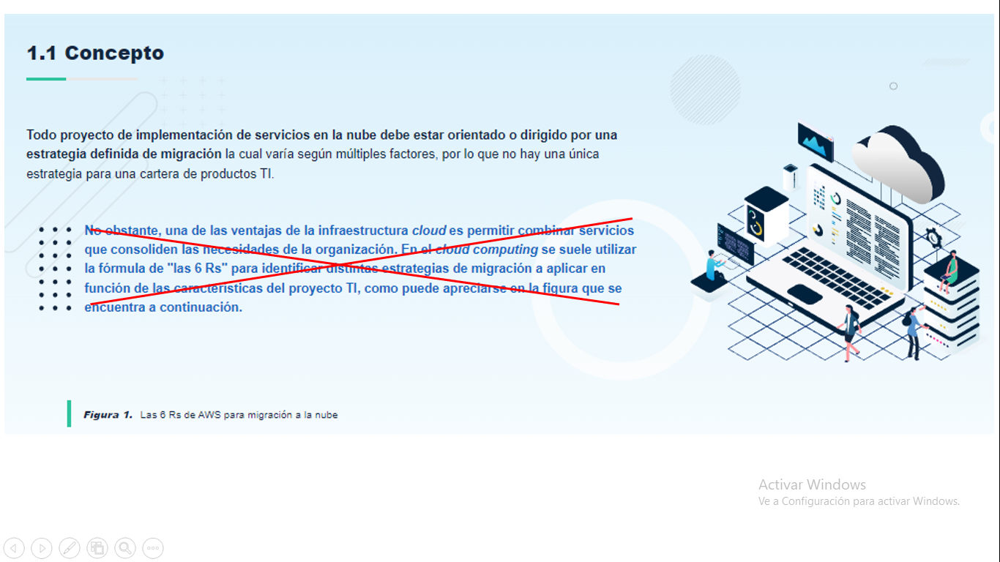 1.1 Concepto
Todo proyecto de implementación de servicios en la nube debe estar orientado o dirigido por una
estrategia definida de migración la cual varía según múltiples factores, por lo que no hay una única
estrategia para una cartera de productos TI.
No obstante, una de las ventajas de la infraestructura cloud es permitir combinar servicios
que consoliden las necesidades de la organización. En el cloud computing se suele utilizar
la fórmula de "las 6 Rs" para identificar distintas estrategias de migración a aplicar en
función de las características del proyecto TI, como puede apreciarse en la figura que se
encuentra a continuación.
Figura 1. Las 6 Rs de AWS para migración a la nube
Activar Windows
Ve a Configuración para activar Windows.